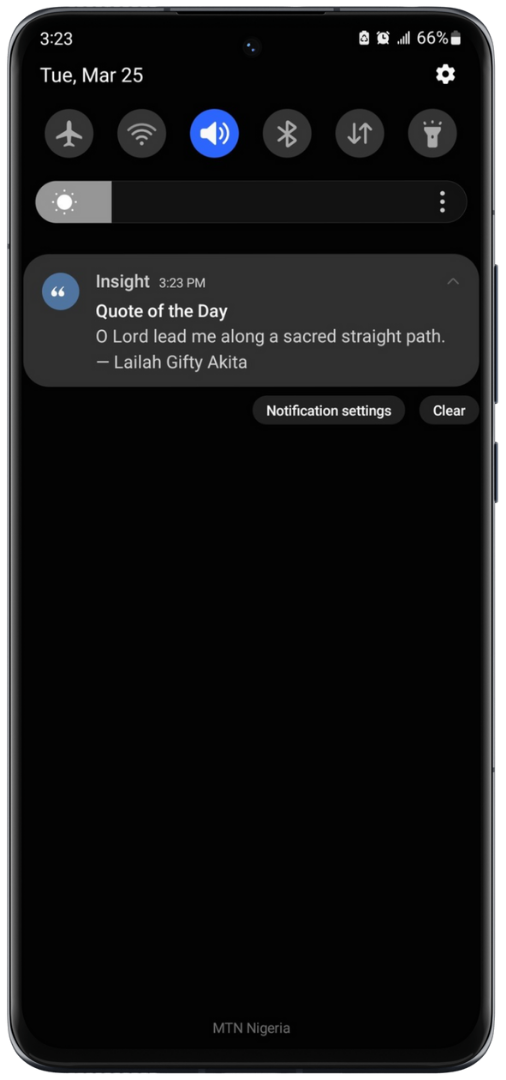 3:23
66%
Tue, Mar 25
Insight 3:23 PM
Quote of the Day
O Lord lead me along a sacred straight path.
— Lailah Gifty Akita
Notification settings
Clear
MTN Nigeria